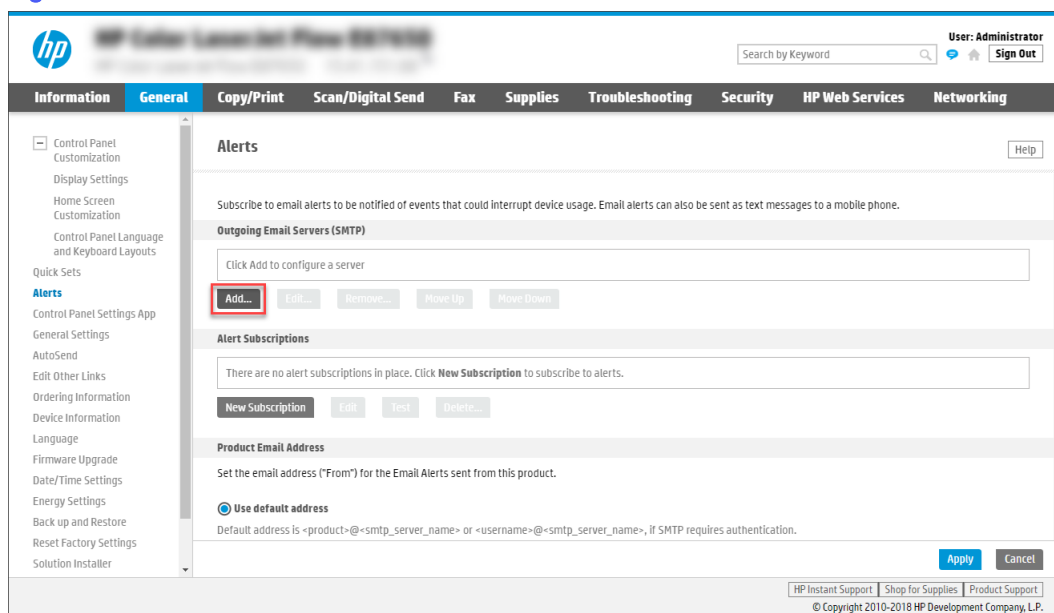 hp
User: Administrator
Search by Keyword
Sign Out
Information General Copy/Print Scan/Digital Send Fax Supplies Troubleshooting Security HP Web Services Networking
Control Panel
Customization
Display Settings
Home Screen
Customization
Control Panel Language
and Keyboard Layouts
Quick Sets
Alerts
Control Panel Settings App
General Settings
AutoSend
Edit Other Links
Ordering Information
Device Information
Language
Firmware Upgrade
Date/Time Settings
Energy Settings
Back up and Restore
Reset Factory Settings
Solution Installer
Alerts
Help
Subscribe to email alerts to be notified of events that could interrupt device usage. Email alerts can also be sent as text messages to a mobile phone.
Outgoing Email Servers (SMTP)
Click Add to configure a server
Add... Edit... Remove... Move Up Move Down
Alert Subscriptions
There are no alert subscriptions in place. Click New Subscription to subscribe to alerts.
New Subscription Edit Test Delete...
Product Email Address
Set the email address ("From") for the Email Alerts sent from this product.
Use default address
Default address is <product>@<smtp_server_name> or <username>@<smtp_server_name>, if SMTP requires authentication.
Apply Cancel
HP Instant Support Shop for Supplies Product Support
© Copyright 2010-2018 HP Development Company, L.P.